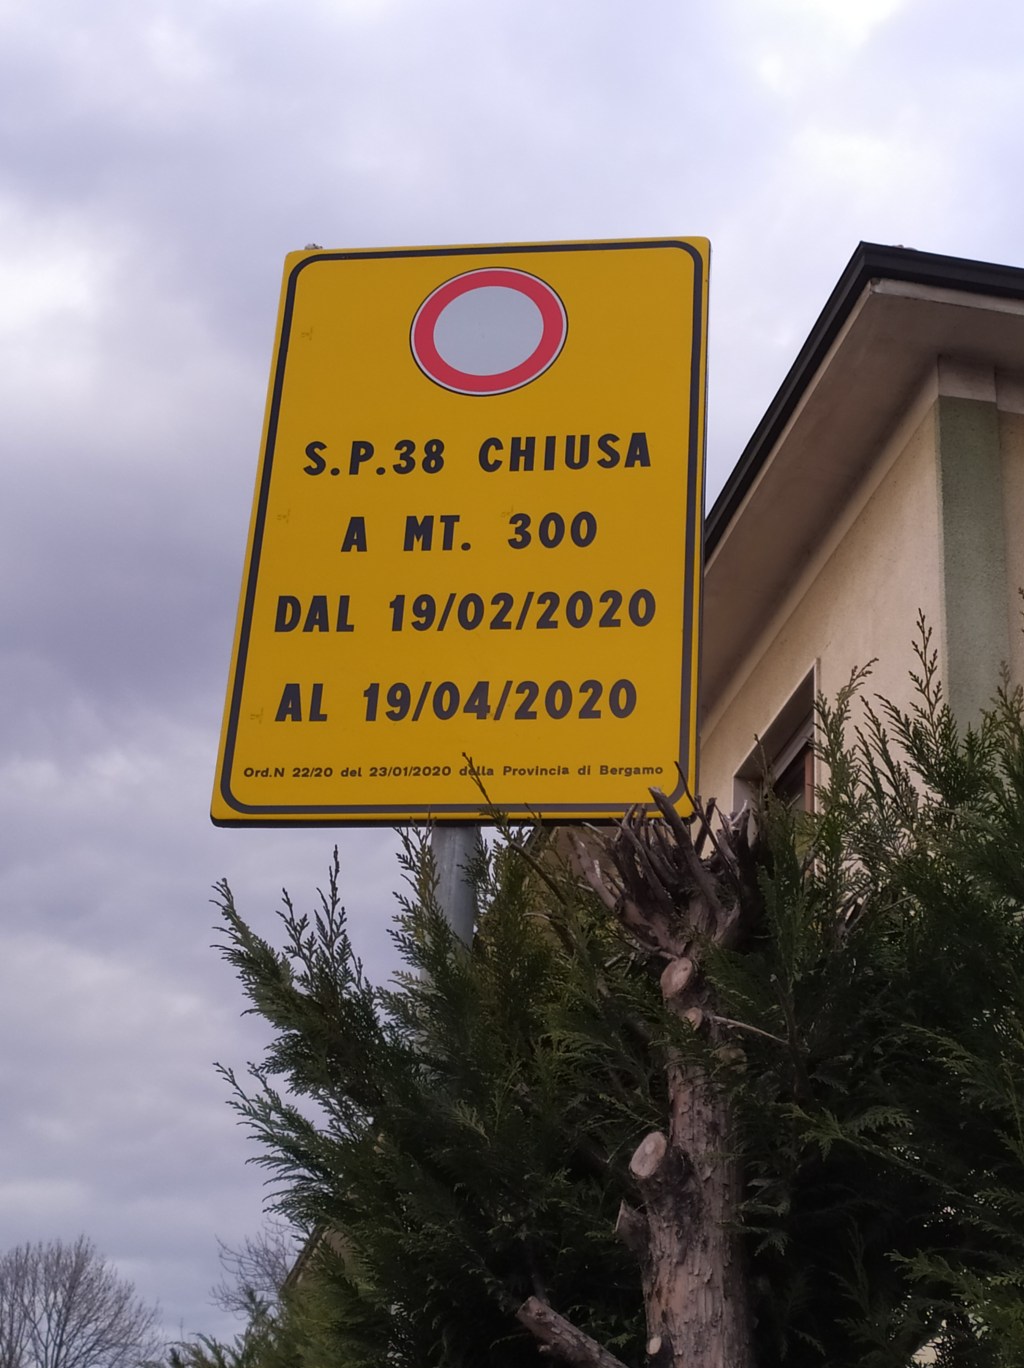 S.P.38 CHIUSA
A MT. 300
DAL 19/02/2020
AL 19/04/2020
Ord.N 22/20 del 23/01/2020 della Provincia di Bergamo